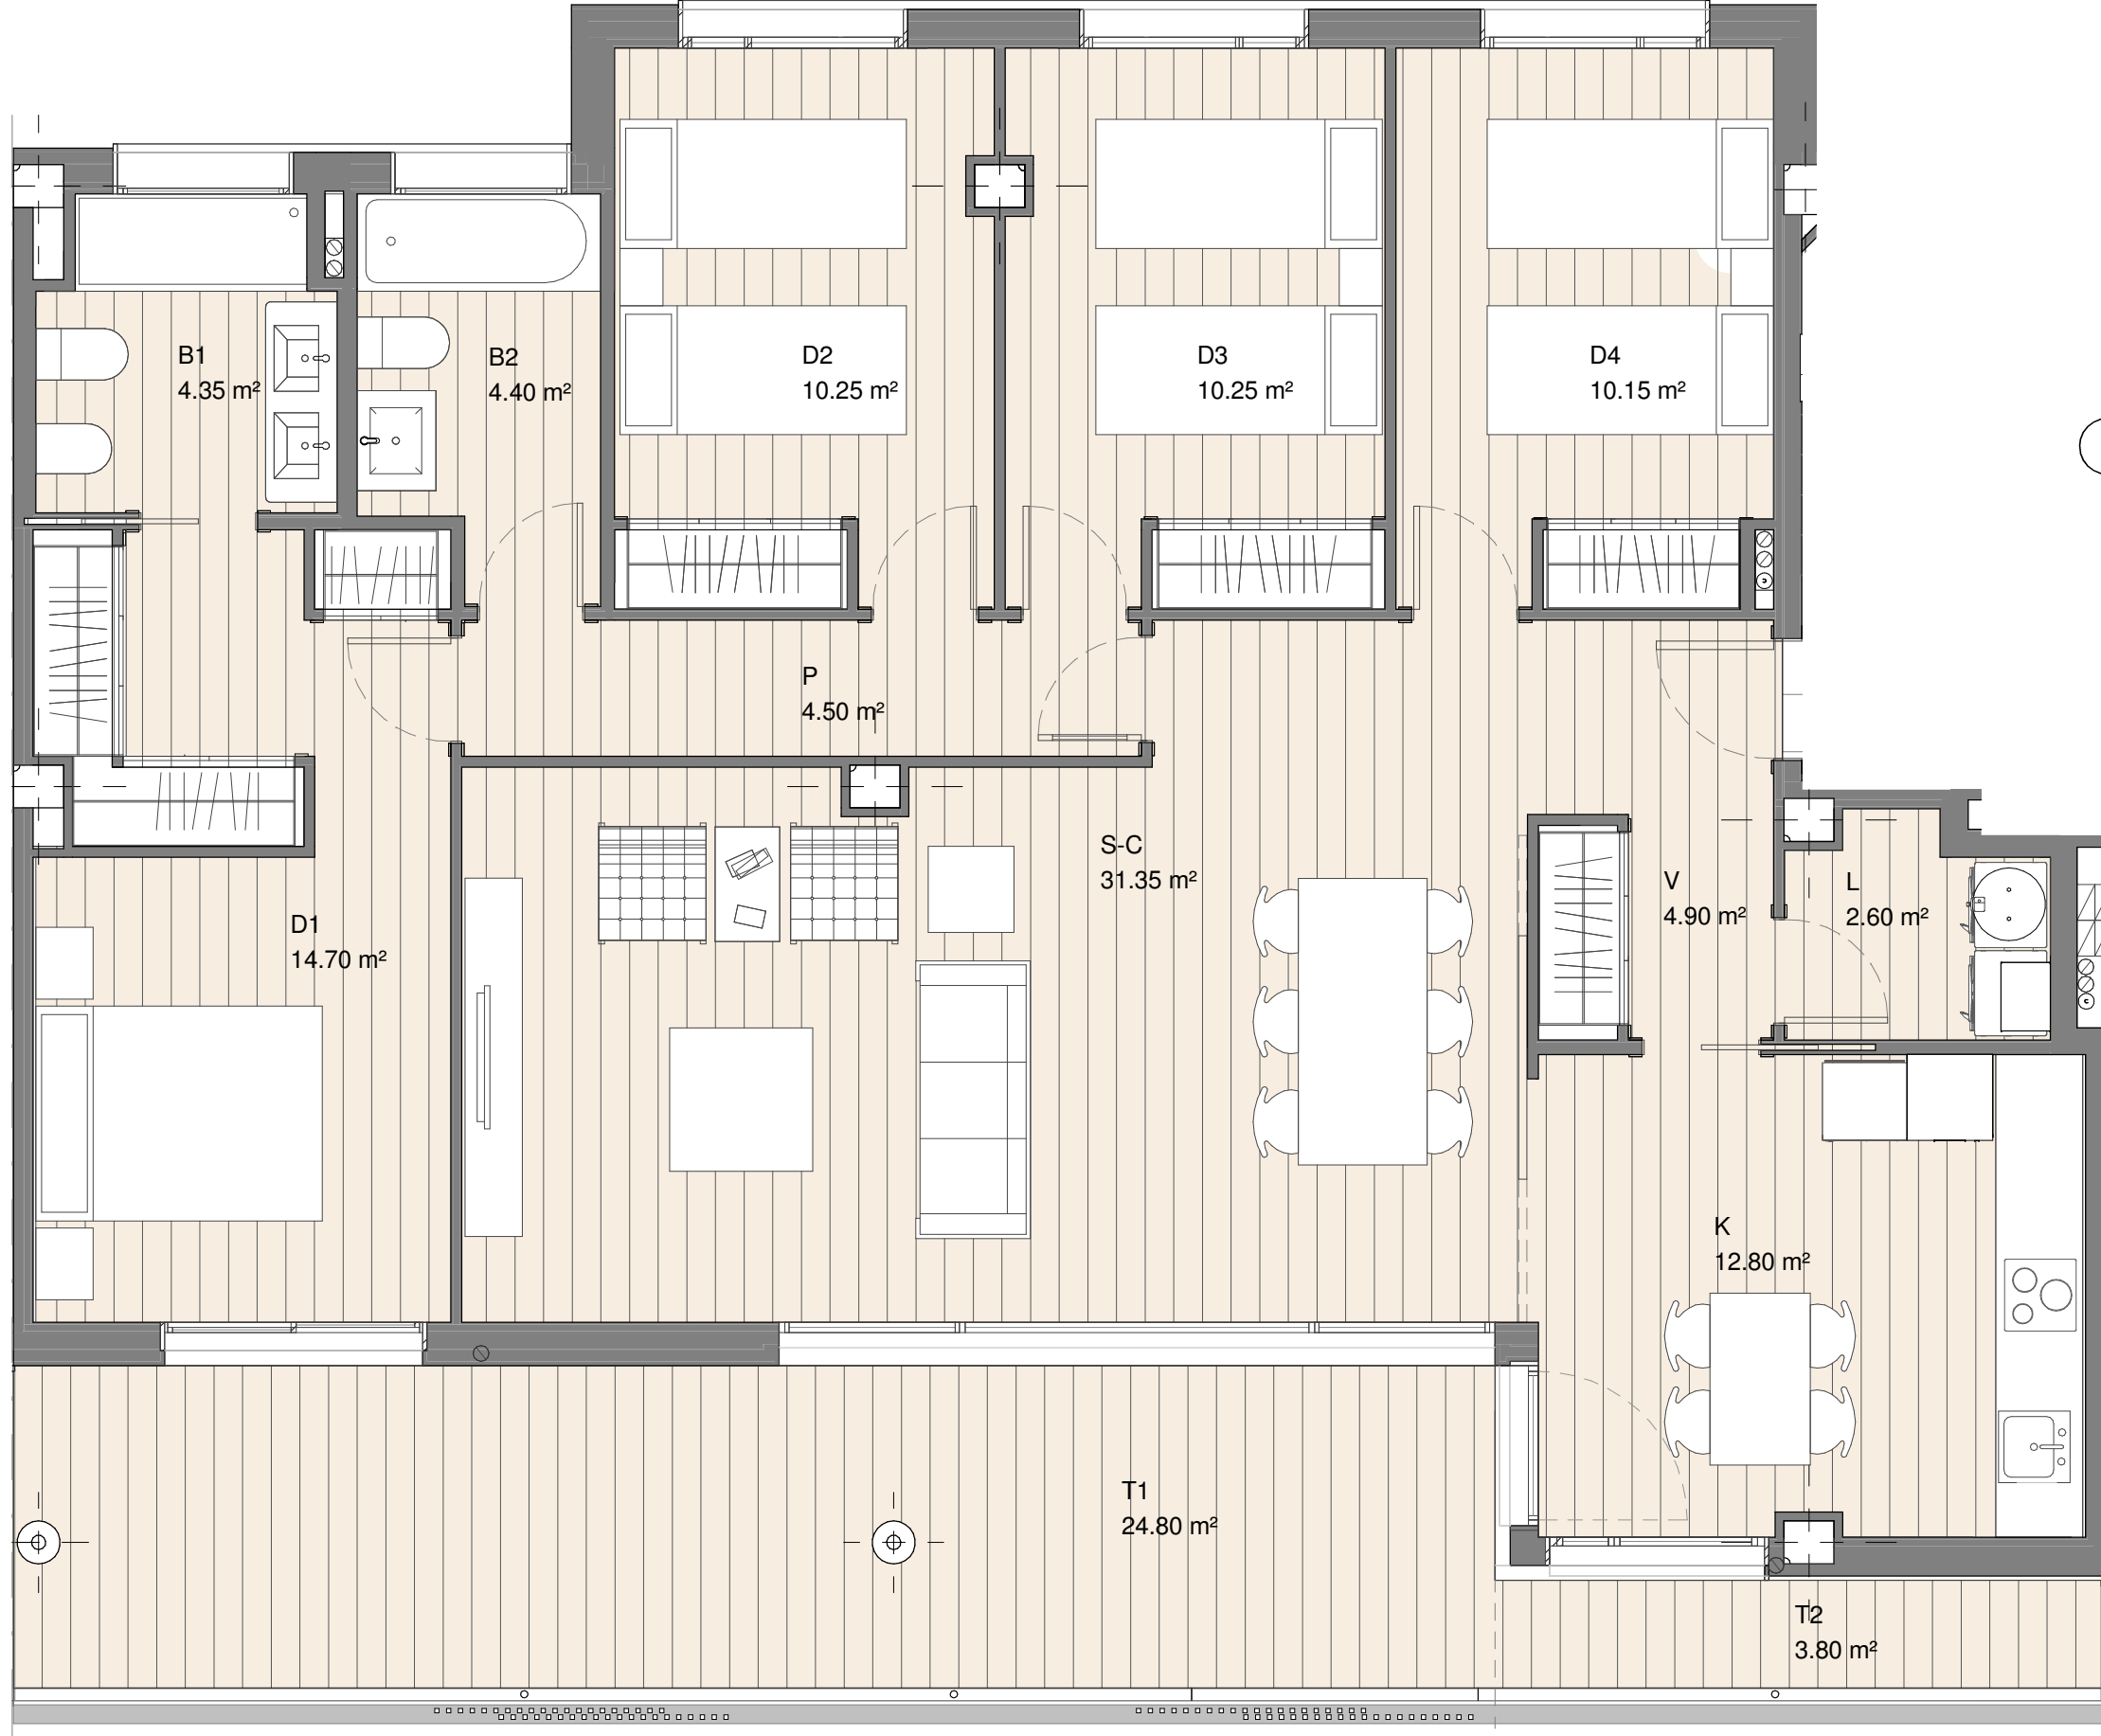 B1
4.35 m²
B2
4.40 m²
D2
10.25 m²
D3
10.25 m²
D4
10.15 m²
P
4.50 m²
S-C
31.35 m²
V
4.90 m²
L
2.60 m²
D1
14.70 m²
K
12.80 m²
T1
24.80 m²
T2
3.80 m²